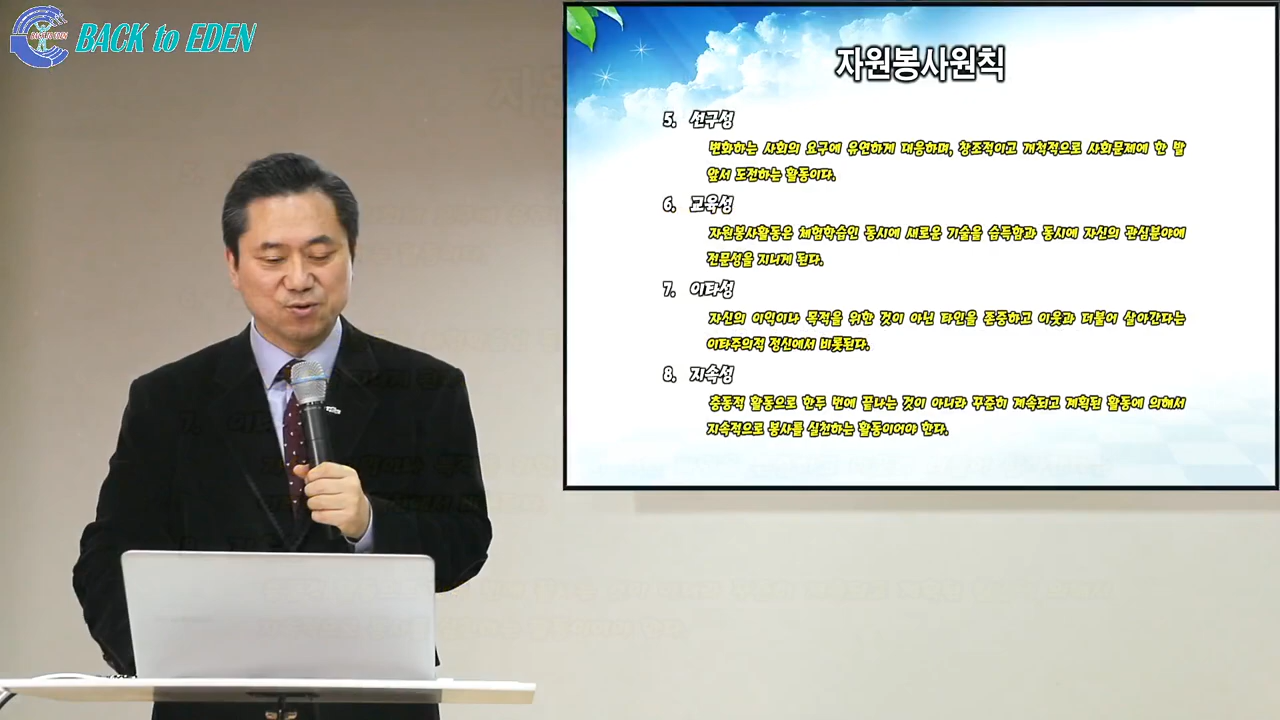 BACK to EDEN
자원봉사원칙
5. 선구성
변화하는 사회의 요구에 유연하게 대응하며, 창조적이고 개척적으로 사회문제에 한 발
앞서 도전하는 활동이다.
6. 교육성
자원봉사활동은 체험학습인 동시에 새로운 기술을 습득함과 동시에 자신의 관심분야에
전문성을 지니게 된다.
7. 이타성
자신의 이익이나 목적을 위한 것이 아닌 타인을 존중하고 이웃과 더불어 살아간다는
이타주의적 정신에서 비롯된다.
8. 지속성
충동적 활동으로 한두 번에 끝나는 것이 아니라 꾸준히 계속되고 계획된 활동에 의해서
지속적으로 봉사를 실천하는 활동이어야 한다.